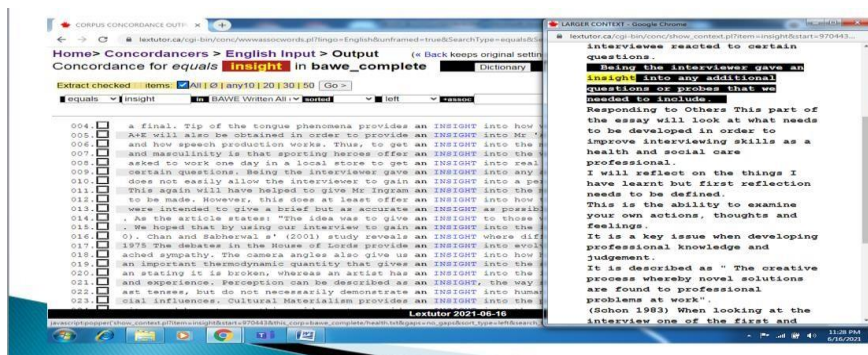 CORPUS CONCORDANCE OUTP
lextutor.ca/cgi-bin/conc/wwwassocwords.pl?lingo=English&unframed=true&SearchType=equals&Se
Home> Concordancers > English Input > Output (« Back keeps original settin
Concordance for equals insight in bawe_complete Dictionary
Extract checked items: All | Ø | any10 | 20 | 30 | 50 Go >
equals insight in BAWE Written All sorted left +assoc
004. a final. Tip of the tongue phenomena provides an INSIGHT into how
005. A+E will also be obtained in order to provide an INSIGHT into Mr
006. and how speech production works. Thus, to get an INSIGHT into the
007. and masculinity is that sporting heroes offer an INSIGHT into the
008. asked to work one day in a local store to get an INSIGHT into
009. certain questions. Being the interviewer gave an INSIGHT into any
010. does not easily allow the interviewer to gain an INSIGHT into a
011. This again will have helped to give Mr Ingram an INSIGHT into the
012. to be made. However, this does at least offer an INSIGHT into how
013. were intended to give a brief but as accurate an INSIGHT as
014. . As the article states: "The idea was to give an INSIGHT to those
015. . We hoped that by using our interview to gain an INSIGHT into the
016. 0). Chan and Sabherwal s' (2001) study reveals an INSIGHT where
017. 1975 The debates in the House of Lords provide an INSIGHT into
018. ached sympathy. The camera angles also give us an INSIGHT into how
019. an important thermodynamic quantity that gives an INSIGHT into the
020. an stating it is broken, whereas an artist has an INSIGHT into the
021. and experience. Perception can be described as an INSIGHT, the way
022. ast tenses, but do not necessarily demonstrate an INSIGHT into
023. cial influences. Cultural Materialism provides an INSIGHT into the
Lextutor 2021-06-16
LARGER CONTEXT - Google Chrome
lextutor.ca/cgi-bin/conc/show_context.pl?item=insight&start=970443...
interviewee reacted to certain
questions.
Being the interviewer gave an
insight into any additional
questions or probes that we
needed to include.
Responding to Others This part of
the essay will look at what needs
to be developed in order to
improve interviewing skills as a
health and social care
professional.
I will reflect on the things I
have learnt but first reflection
needs to be defined.
This is the ability to examine
your own actions, thoughts and
feelings.
It is a key issue when developing
professional knowledge and
judgement.
It is described as " The creative
process whereby novel solutions
are found to professional
problems at work".
(Schon 1983) When looking at the
interview one of the first and
11:28 PM
6/16/2021